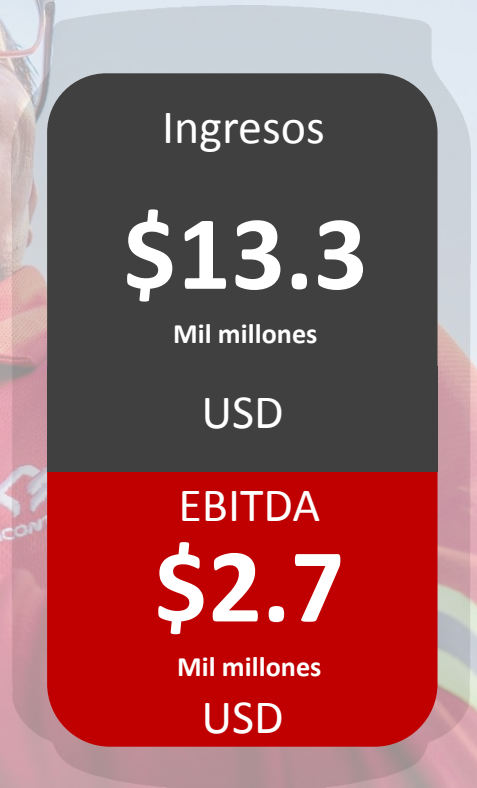 Ingresos
$13.3
Mil millones
USD
EBITDA
$2.7
Mil millones
USD